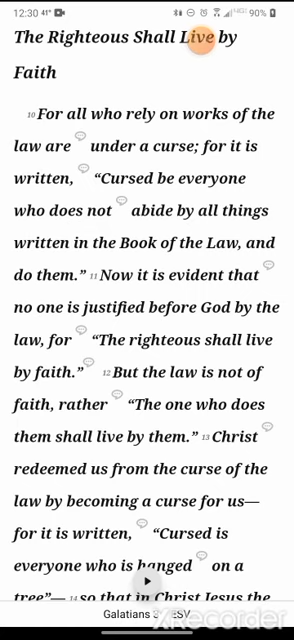 12:30 41° 90%
The Righteous Shall Live by
Faith
10 For all who rely on works of the
law are under a curse; for it is
written, “Cursed be everyone
who does not abide by all things
written in the Book of the Law, and
do them.” 11 Now it is evident that
no one is justified before God by the
law, for “The righteous shall live
by faith.” 12 But the law is not of
faith, rather “The one who does
them shall live by them.” 13 Christ
redeemed us from the curse of the
law by becoming a curse for us—
for it is written, “Cursed is
everyone who is hanged on a
tree”— 14 so that in Christ Jesus the
Galatians 3 ESV
XRecorder